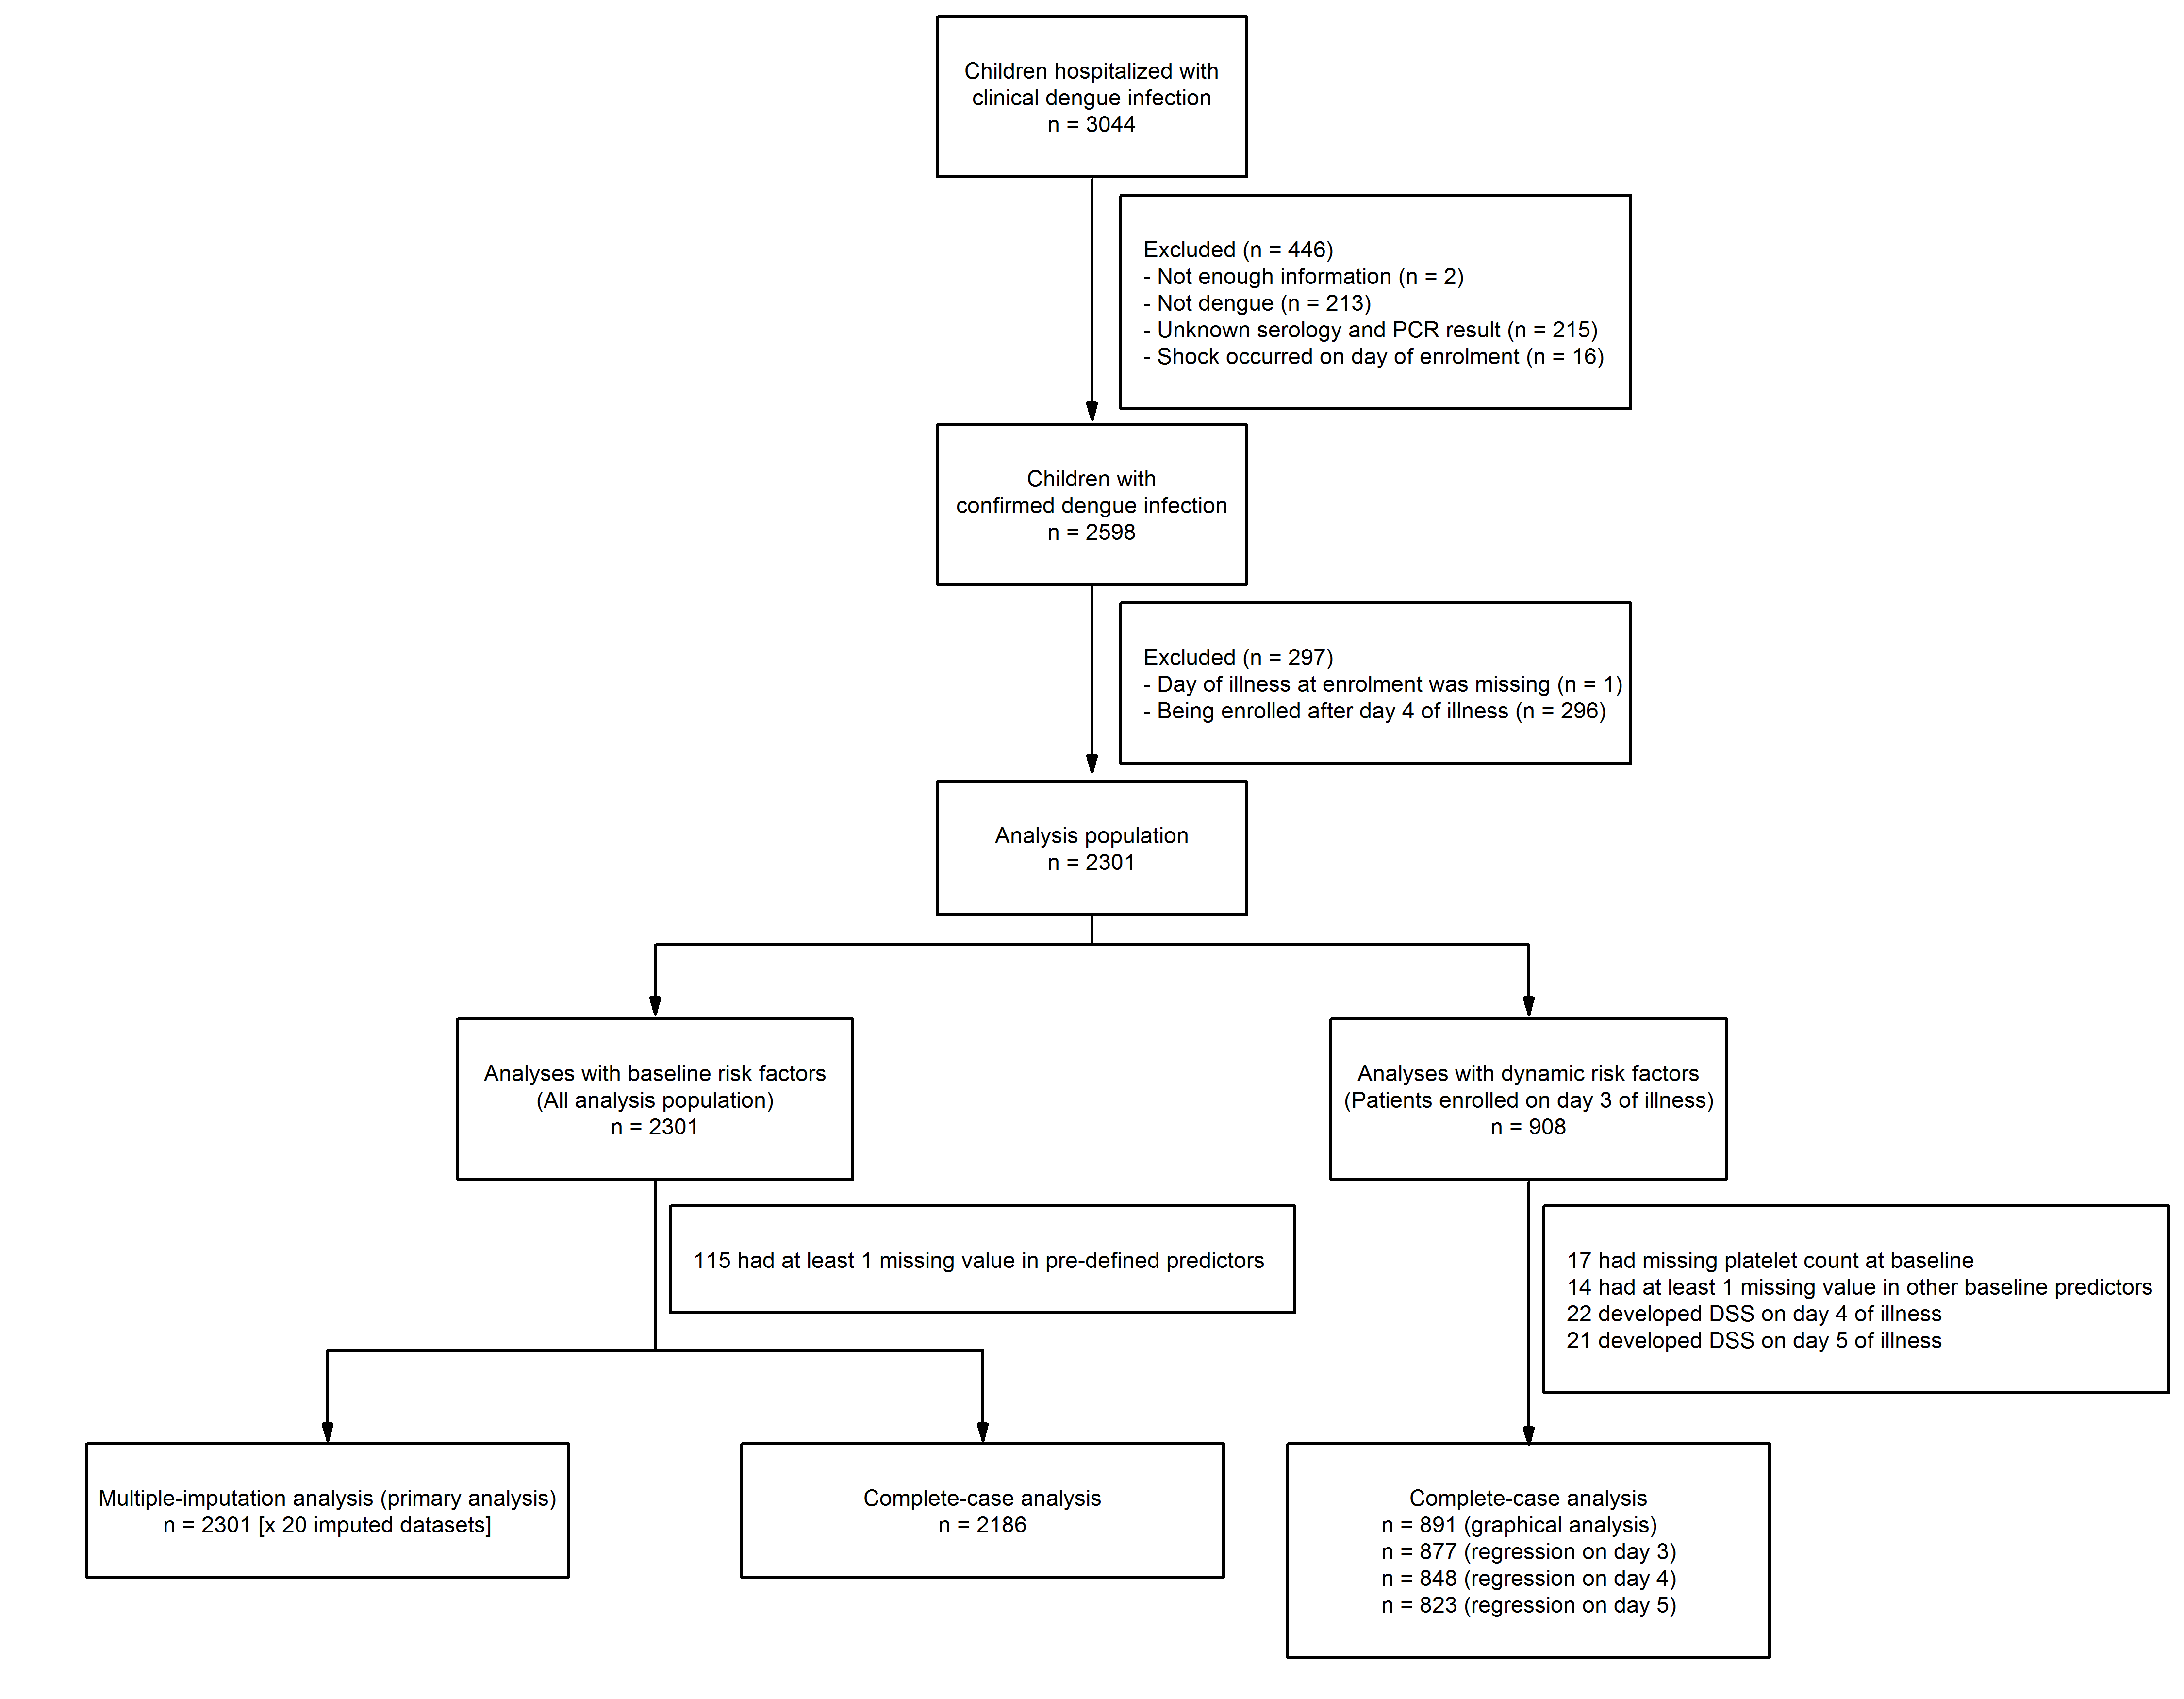 Children hospitalized with
clinical dengue infection
n = 3044
Excluded (n = 446)
- Not enough information (n = 2)
- Not dengue (n = 213)
- Unknown serology and PCR result (n = 215)
- Shock occurred on day of enrolment (n = 16)
Children with
confirmed dengue infection
n = 2598
Excluded (n = 297)
- Day of illness at enrolment was missing (n = 1)
- Being enrolled after day 4 of illness (n = 296)
Analysis population
n = 2301
Analyses with baseline risk factors
(All analysis population)
n = 2301
Analyses with dynamic risk factors
(Patients enrolled on day 3 of illness)
n = 908
115 had at least 1 missing value in pre-defined predictors
17 had missing platelet count at baseline
14 had at least 1 missing value in other baseline predictors
22 developed DSS on day 4 of illness
21 developed DSS on day 5 of illness
Multiple-imputation analysis (primary analysis)
n = 2301 [x 20 imputed datasets]
Complete-case analysis
n = 2186
Complete-case analysis
n = 891 (graphical analysis)
n = 877 (regression on day 3)
n = 848 (regression on day 4)
n = 823 (regression on day 5)